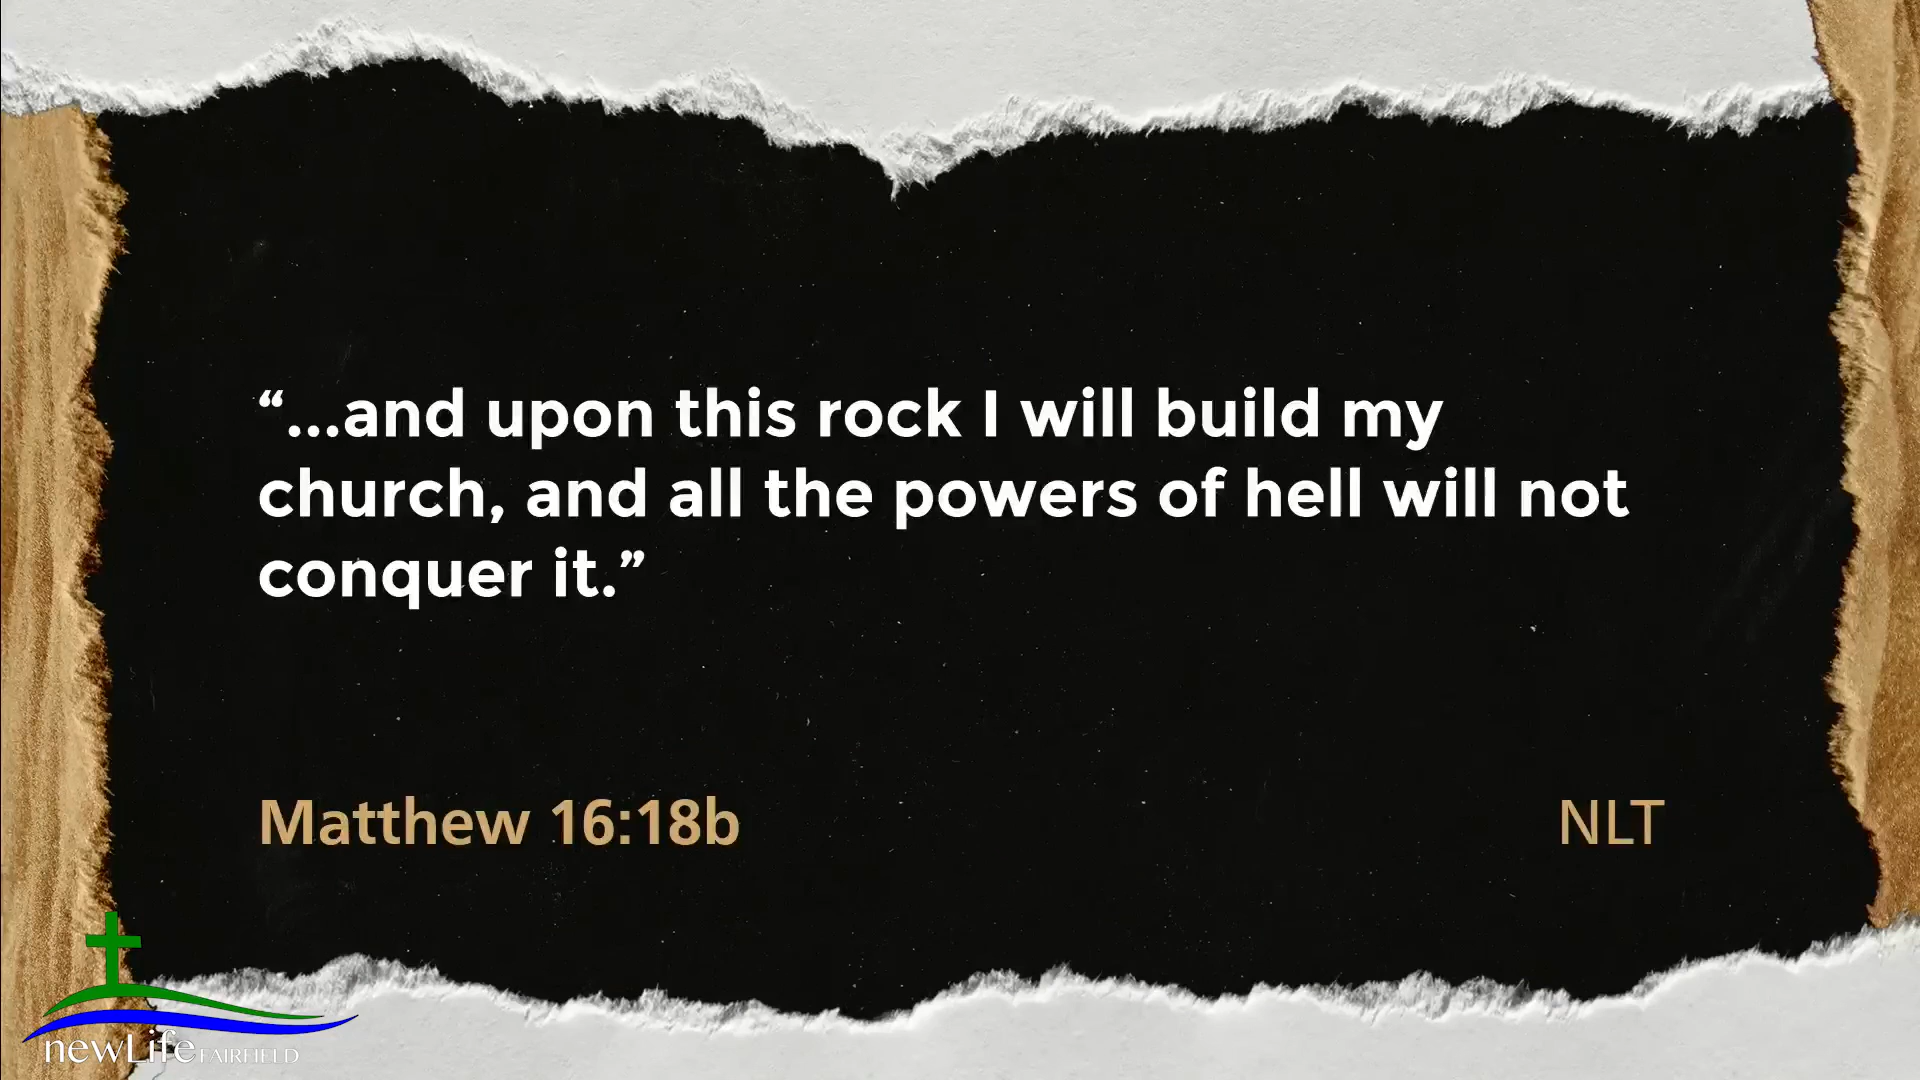 “...and upon this rock I will build my
church, and all the powers of hell will not
conquer it.”
Matthew 16:18b
NLT
newLife FAIRFIELD